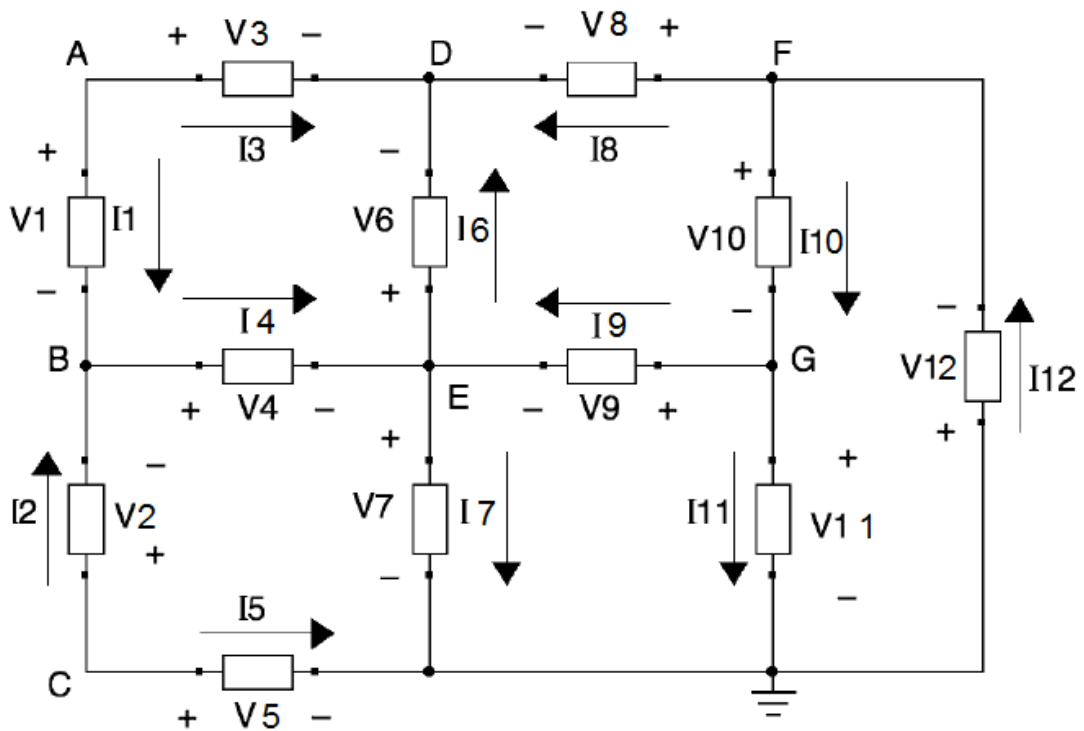 + V3 − − V8 +
A D F
I3 I8
+ − +
V1 I1 V6 I6 V10 I10
− + −
I4 I9 −
B G V12 I12
E
+ V4 − − V9 + +
+ +
−
I2 V2 V7 I7 I11 V1 1
+
− −
I5
C
+ V5 −